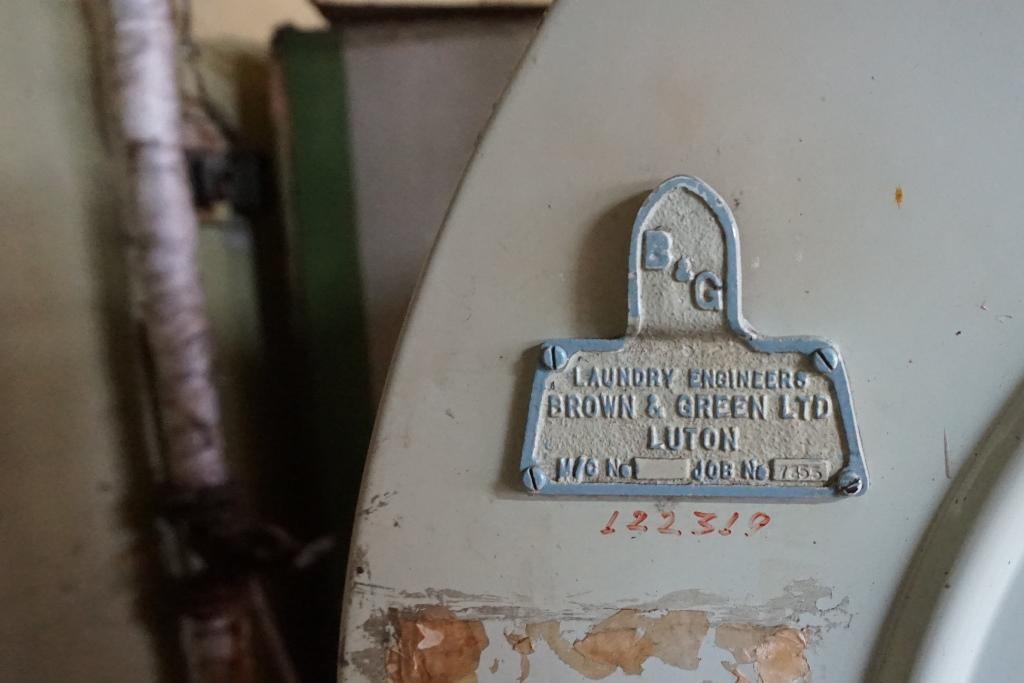 B & G
LAUNDRY ENGINEERS
BROWN & GREEN LTD
LUTON
M/C No JOB No 7353
122319